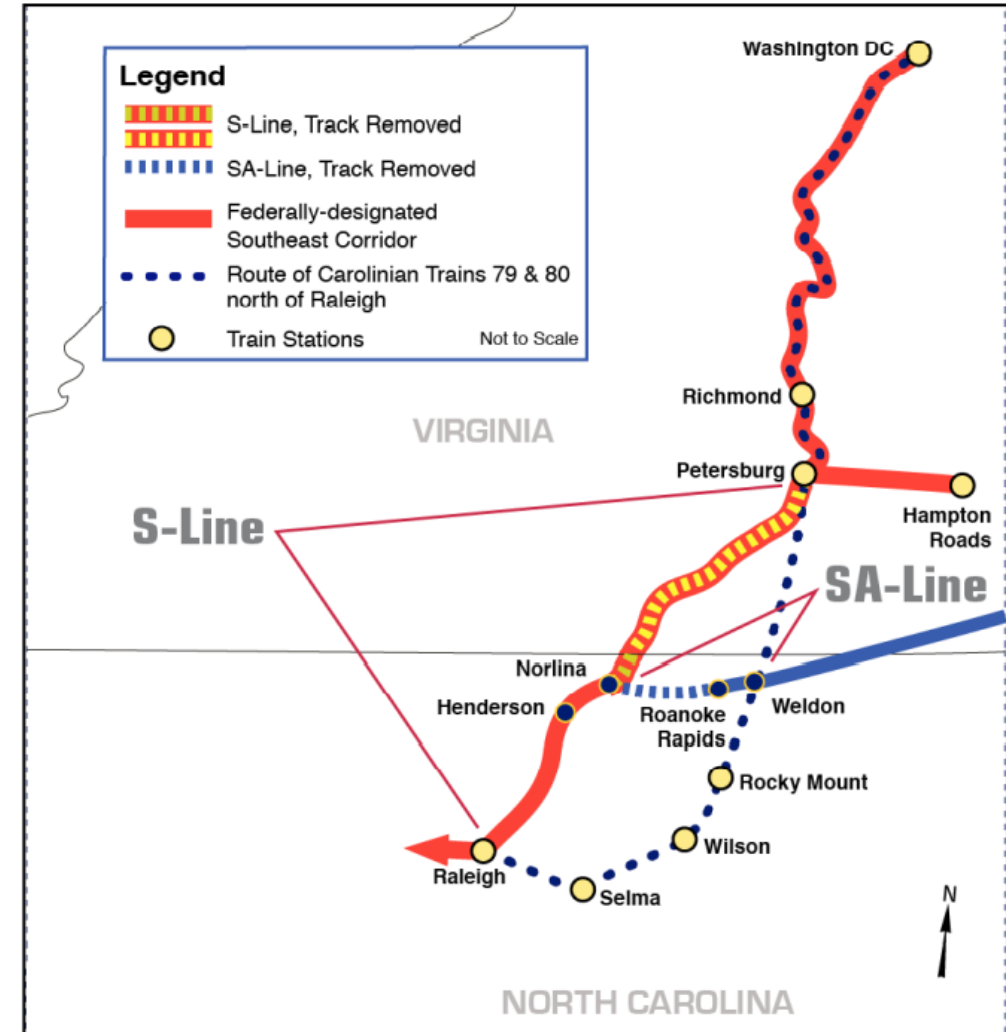 Washington DC
Legend
S-Line, Track Removed
SA-Line, Track Removed
Federally-designated
Southeast Corridor
Route of Carolinian Trains 79 & 80
north of Raleigh
Train Stations
Not to Scale
Richmond
VIRGINIA
Petersburg
S-Line
Hampton
Roads
SA-Line
Norlina
Henderson
Roanoke
Rapids
Weldon
Rocky Mount
Wilson
Raleigh
Selma
N
NORTH CAROLINA